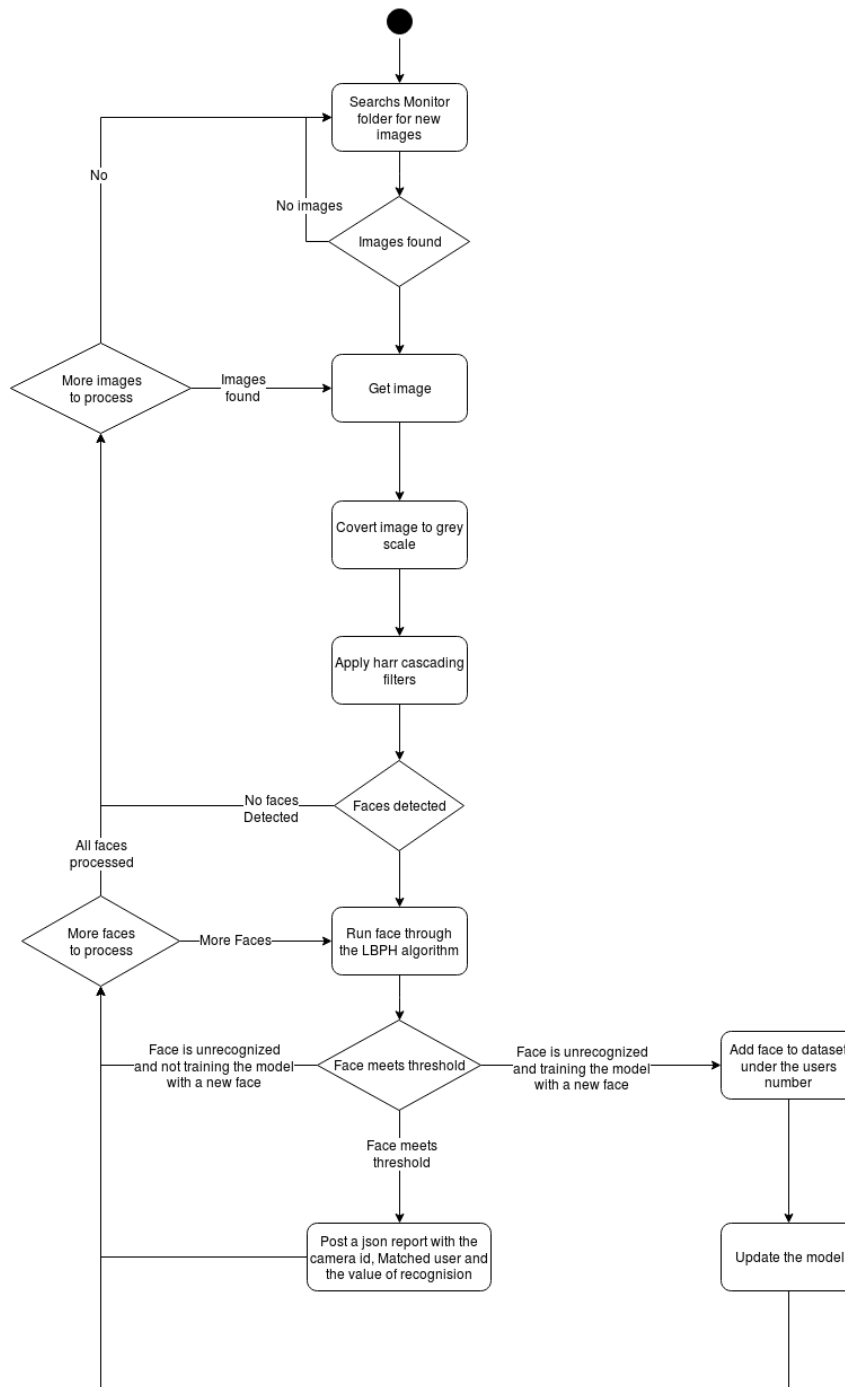 Searchs Monitor
folder for new
images
No
No images
Images found
More images
to process
Images
found
Get image
Covert image to grey
scale
Apply harr cascading
filters
No faces
Detected
Faces detected
All faces
processed
More faces
to process
More Faces
Run face through
the LBPH algorithm
Face is unrecognized
and not training the model
with a new face
Face meets threshold
Face is unrecognized
and training the model
with a new face
Add face to dataset
under the users
number
Face meets
threshold
Post a json report with the
camera id, Matched user and
the value of recognision
Update the model